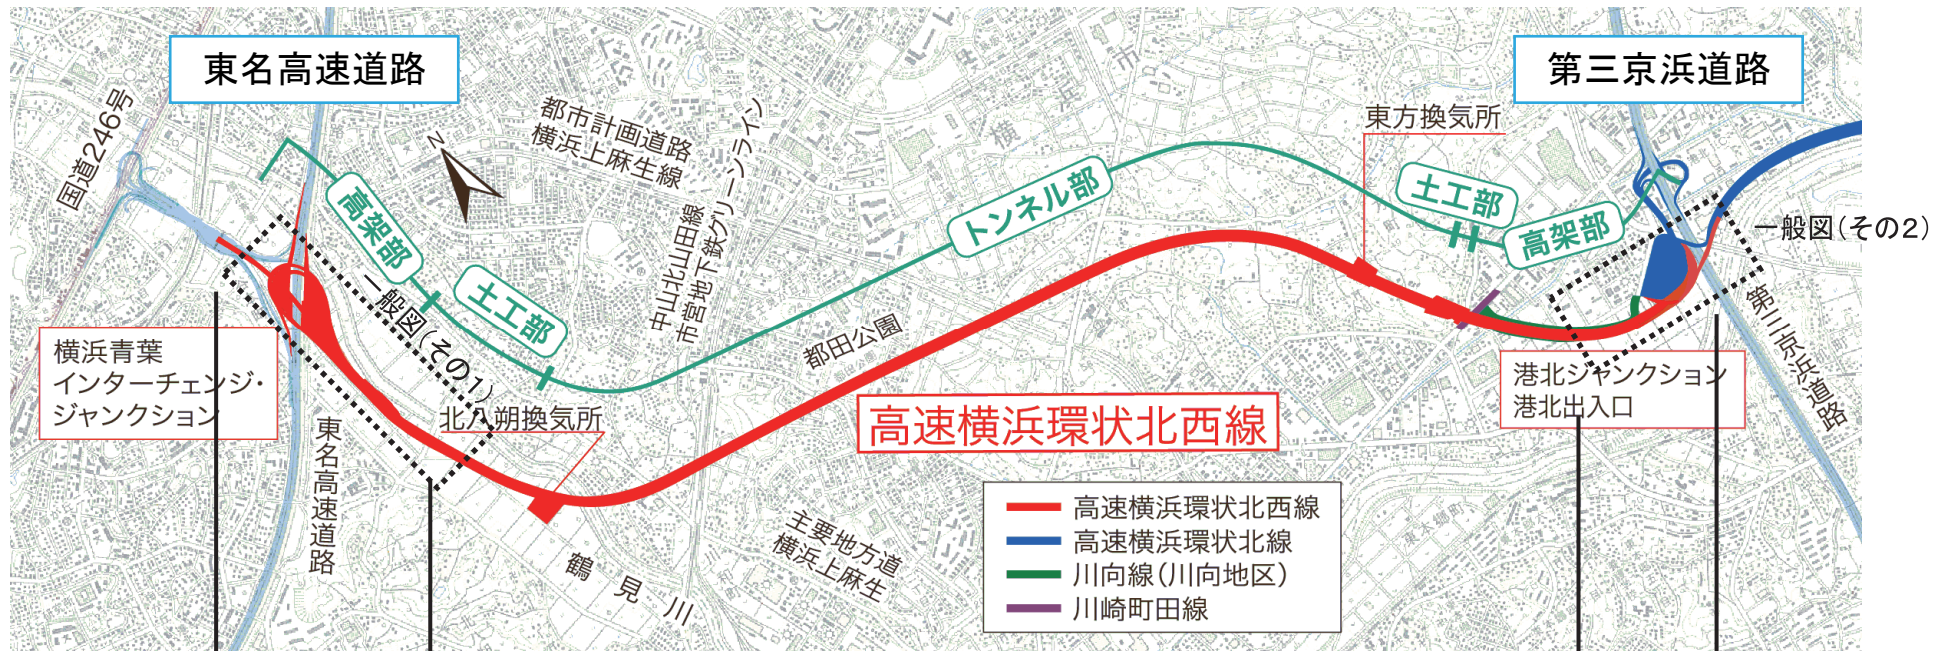 東名高速道路
第三京浜道路
国道246号
都市計画道路
横浜上麻生線
中山北山田線
市営地下鉄グリーンライン
横浜市
東方換気所
N
高架部
土工部
トンネル部
土工部
高架部
一般図(その1)
一般図(その2)
都田公園
横浜青葉
インターチェンジ・
ジャンクション
北八朔換気所
東名高速道路
高速横浜環状北西線
港北ジャンクション
港北出入口
第三京浜道路
鶴見川
主要地方道
横浜上麻生
高速横浜環状北西線
高速横浜環状北線
川向線(川向地区)
川崎町田線